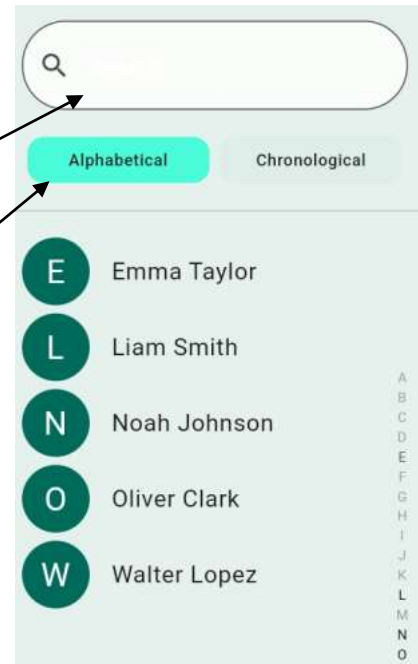 Alphabetical Chronological
E Emma Taylor
L Liam Smith
N Noah Johnson
O Oliver Clark
W Walter Lopez
A
B
C
D
E
F
G
H
I
J
K
L
M
N
O